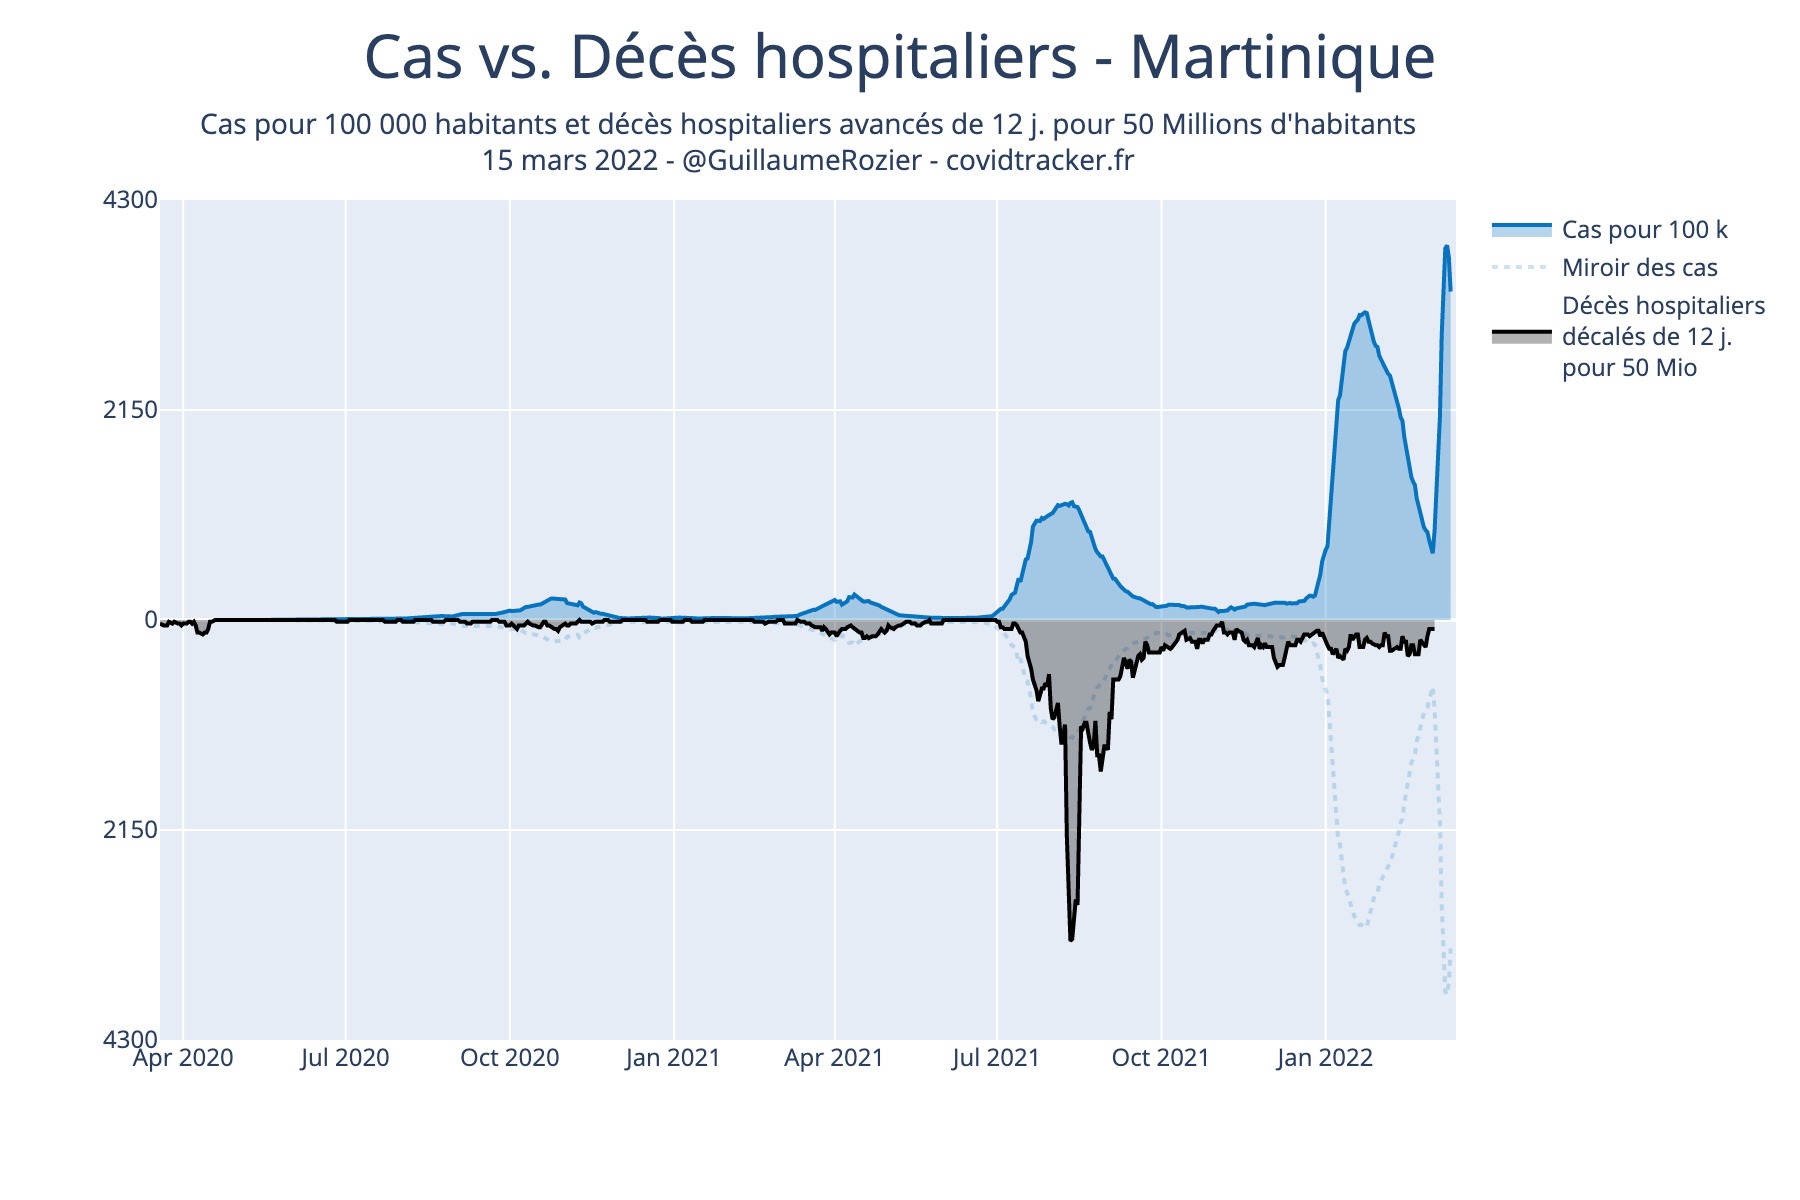 Cas vs. Décès hospitaliers - Martinique
Cas pour 100 000 habitants et décès hospitaliers avancés de 12 j. pour 50 Millions d'habitants
15 mars 2022 - @GuillaumeRozier - covidtracker.fr
4300
2150
0
2150
4300
Apr 2020
Jul 2020
Oct 2020
Jan 2021
Apr 2021
Jul 2021
Oct 2021
Jan 2022
Cas pour 100 k
Miroir des cas
Décès hospitaliers
décalés de 12 j.
pour 50 Mio